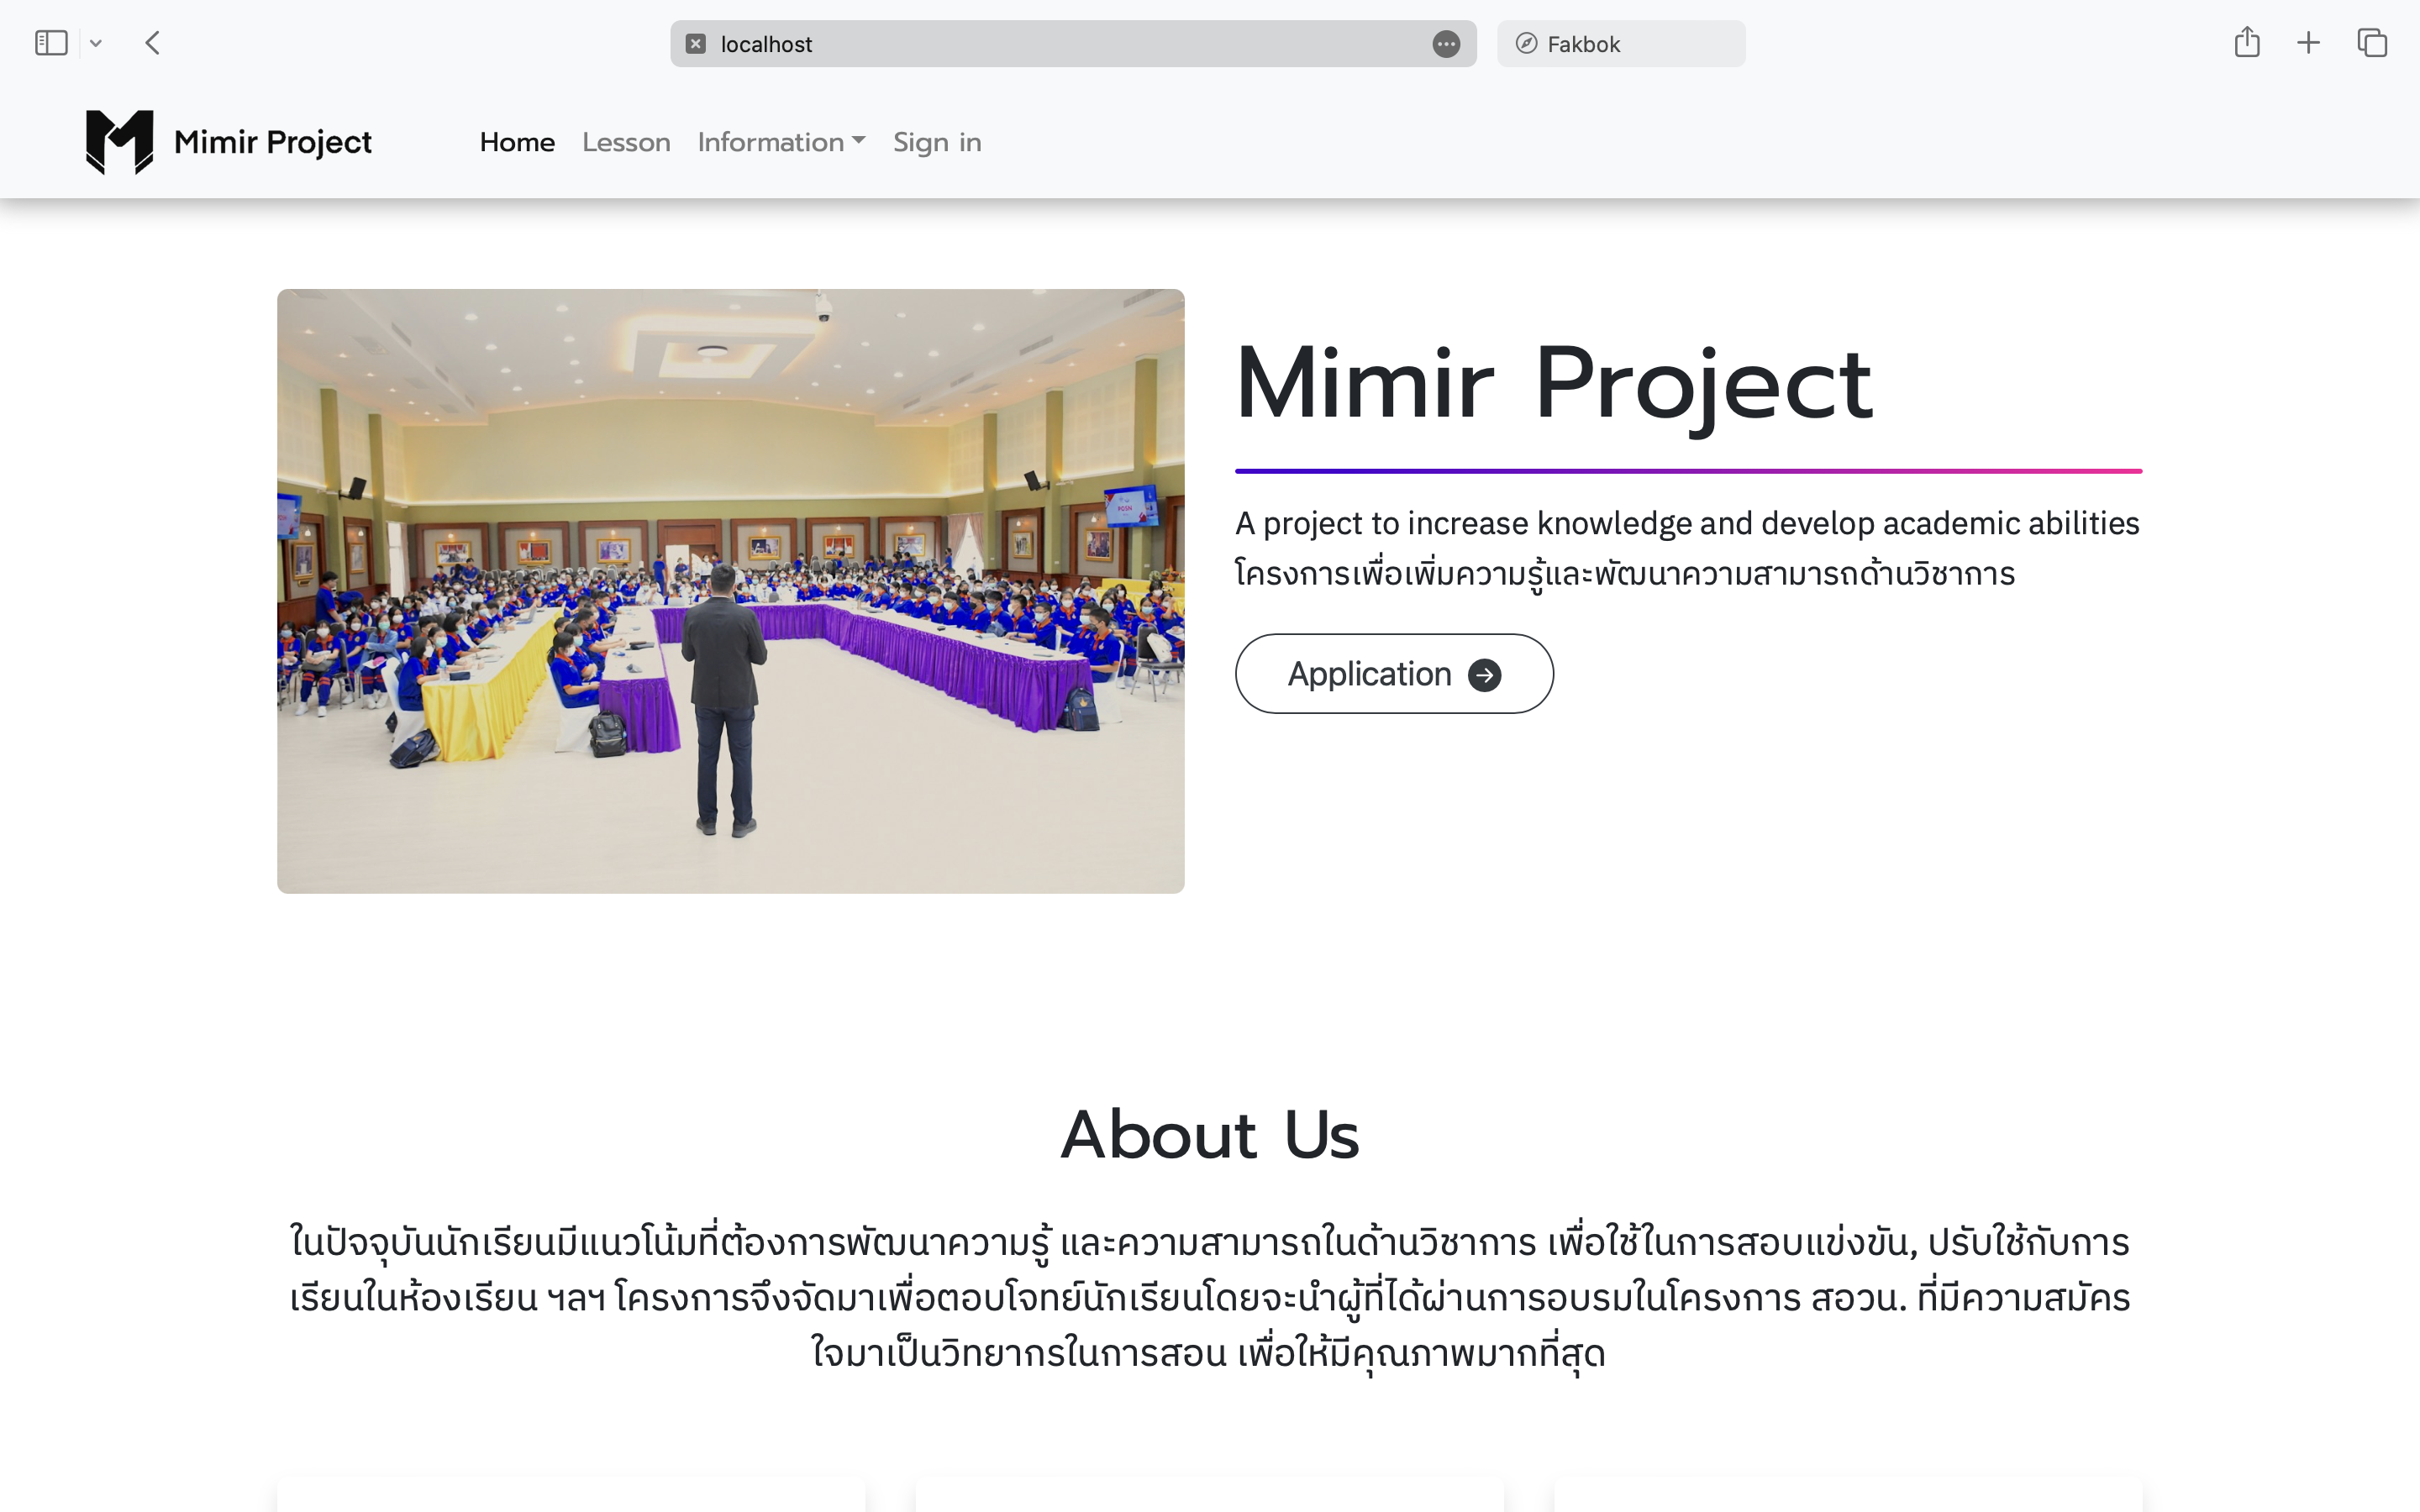 localhost
Fakbok
Mimir Project
Home Lesson Information Sign in
Mimir Project
A project to increase knowledge and develop academic abilities
โครงการเพื่อเพิ่มความรู้และพัฒนาความสามารถด้านวิชาการ
Application
About Us
ในปัจจุบันนักเรียนมีแนวโน้มที่ต้องการพัฒนาความรู้ และความสามารถในด้านวิชาการ เพื่อใช้ในการสอบแข่งขัน, ปรับใช้กับการ
เรียนในห้องเรียน ฯลฯ โครงการจึงจัดมาเพื่อตอบโจทย์นักเรียนโดยจะนำผู้ที่ได้ผ่านการอบรมในโครงการ สอวน. ที่มีความสมัคร
ใจมาเป็นวิทยากรในการสอน เพื่อให้มีคุณภาพมากที่สุด